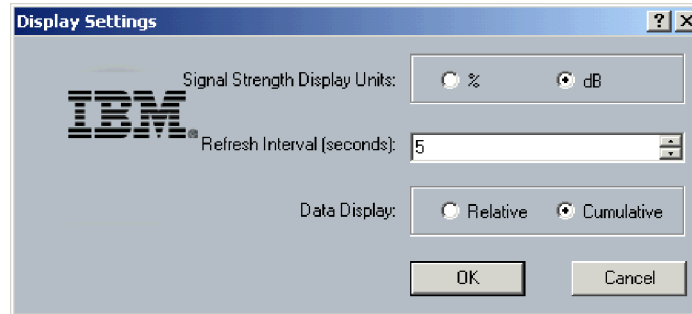 Display Settings
Signal Strength Display Units: % dB
IBM®
Refresh Interval (seconds): 5
Data Display: Relative Cumulative
OK Cancel